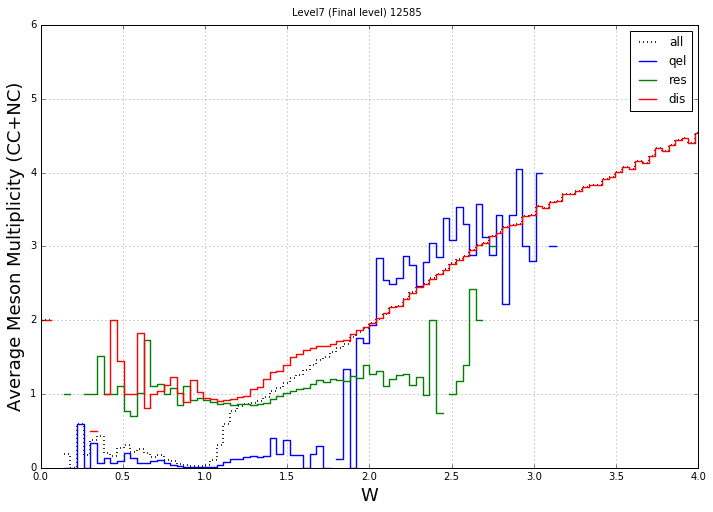 Level7 (Final level) 12585
6
5
4
3
2
1
0
Average Meson Multiplicity (CC+NC)
all
qel
res
dis
0.0 0.5 1.0 1.5 2.0 2.5 3.0 3.5 4.0
W